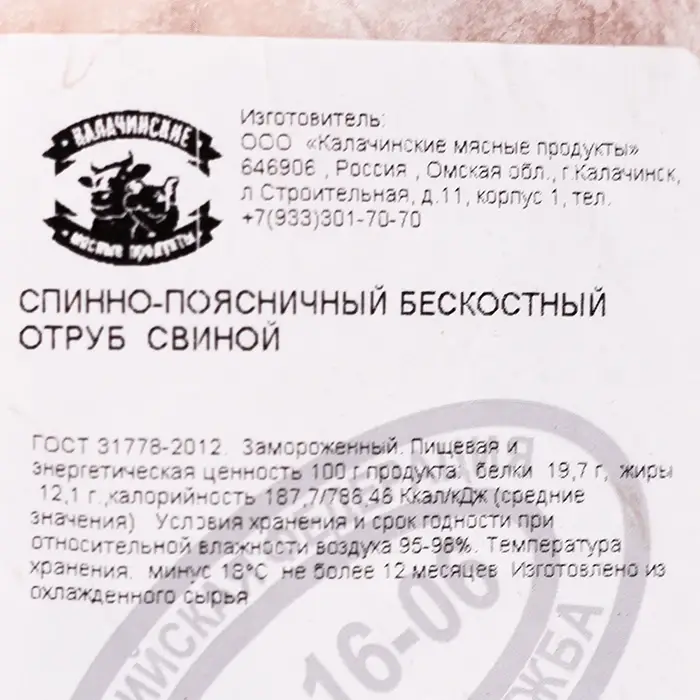 КАЛАЧИНСКИЕ
МЯСНЫЕ ПРОДУКТЫ
Изготовитель:
ООО «Калачинские мясные продукты»
646906 , Россия , Омская обл., г.Калачинск,
л Строительная, д.11, корпус 1, тел.
+7(933)301-70-70
СПИННО-ПОЯСНИЧНЫЙ БЕСКОСТНЫЙ
ОТРУБ СВИНОЙ
ГОСТ 31778-2012. Замороженный. Пищевая и
энергетическая ценность 100 г продукта: белки 19,7 г, жиры
12,1 г.,калорийность 187,7/786,46 Ккал/кДж (средние
значения) Условия хранения и срок годности при
относительной влажности воздуха 95-98%. Температура
хранения: минус 18°С не более 12 месяцев Изготовлено из
охлажденного сырья
16-06